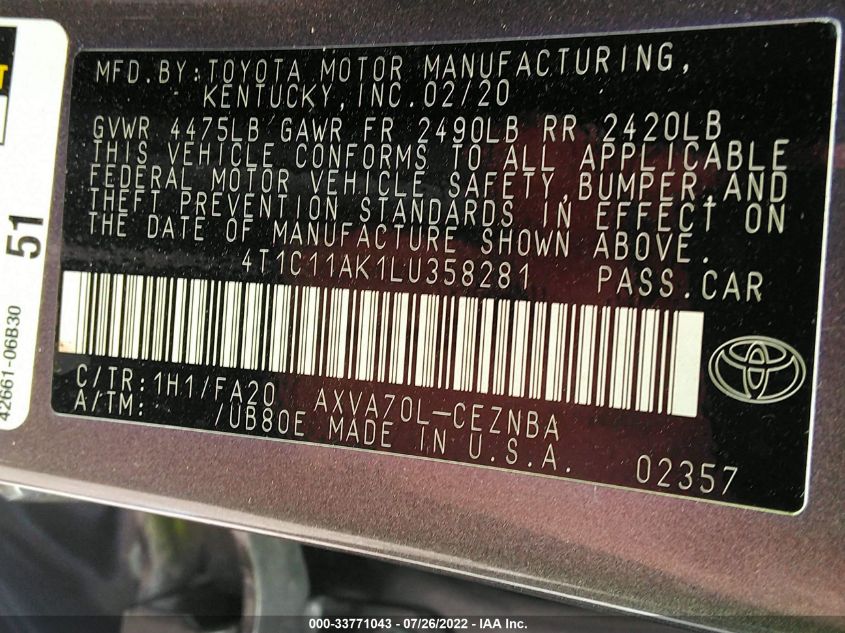 MFD.BY:TOYOTA MOTOR MANUFACTURING,
KENTUCKY,INC.02/20
GVWR 4475LB GAWR FR 2490LB RR 2420LB
THIS VEHICLE CONFORMS TO ALL APPLICABLE
FEDERAL MOTOR VEHICLE SAFETY,BUMPER,AND
THEFT PREVENTION STANDARDS IN EFFECT ON
THE DATE OF MANUFACTURE SHOWN ABOVE.
4T1C11AK1LU358281 PASS.CAR
C/TR:1H1/FA20 AXVA70L-CEZNBA
A/TM: /UB80E MADE IN U.S.A.
02357
51
42661-06B30
000-33771043 - 07/26/2022 - IAA Inc.